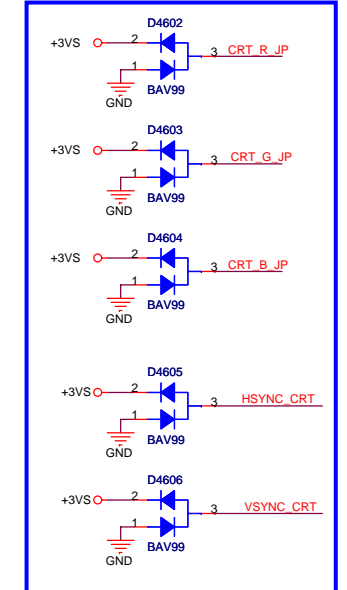 D4602
+3VS 2 3 CRT_R_JP
1
GND BAV99
D4603
+3VS 2 3 CRT_G_JP
1
GND BAV99
D4604
+3VS 2 3 CRT_B_JP
1
GND BAV99
D4605
+3VS 2 3 HSYNC_CRT
1
GND BAV99
D4606
+3VS 2 3 VSYNC_CRT
1
GND BAV99